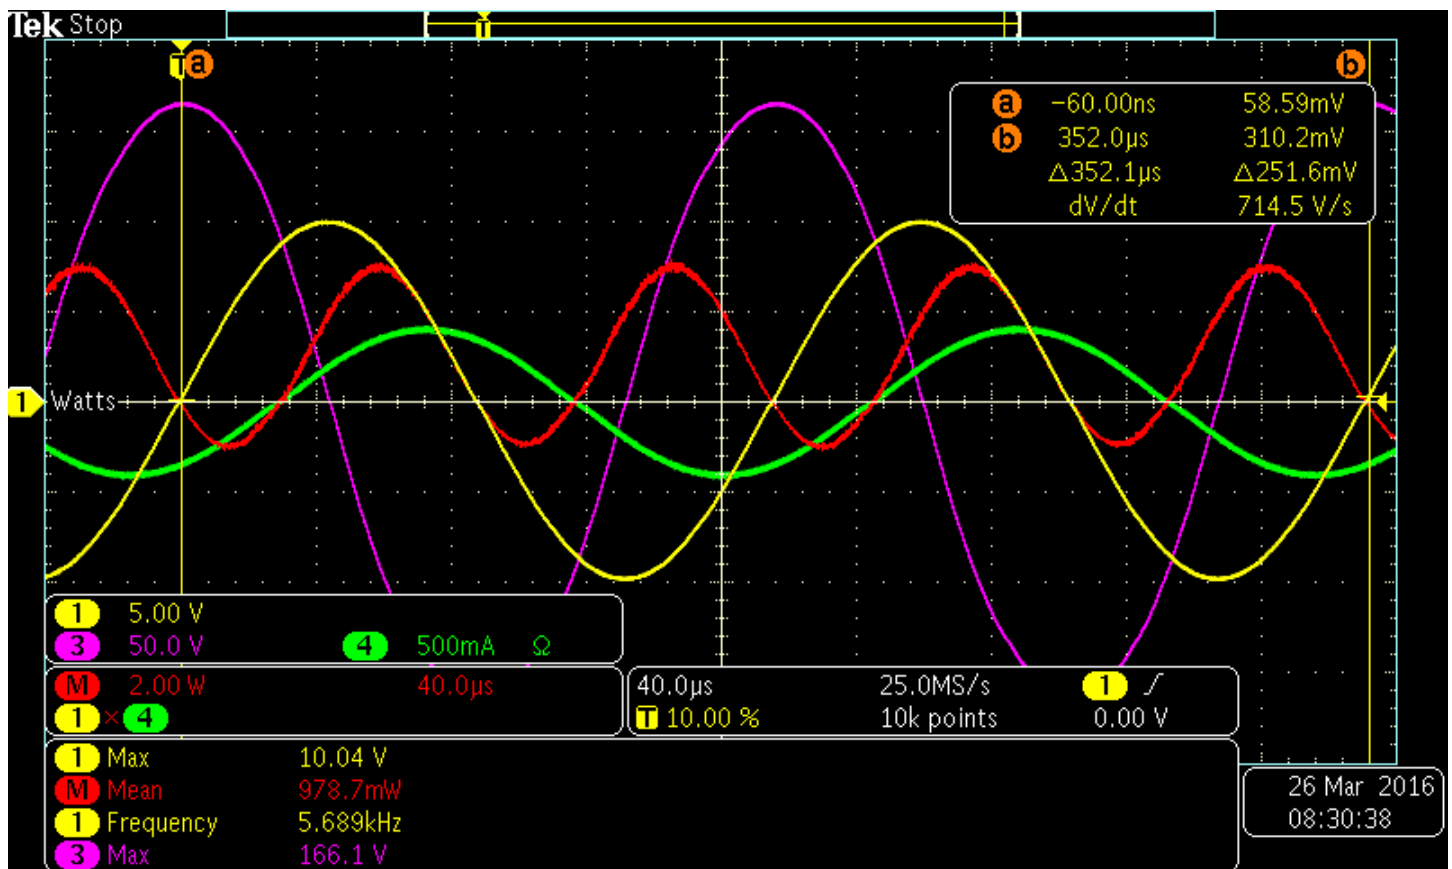 Tek Stop
T
T a b
a −60.00ns 58.59mV
b 352.0µs 310.2mV
△352.1µs △251.6mV
dV/dt 714.5 V/s
1 Watts
1 5.00 V
3 50.0 V 4 500mA Ω
M 2.00 W 40.0µs
1 × 4
40.0µs 25.0MS/s 1 ʃ
T 10.00 % 10k points 0.00 V
1 Max 10.04 V
M Mean 978.7mW
1 Frequency 5.689kHz
3 Max 166.1 V
26 Mar 2016
08:30:38